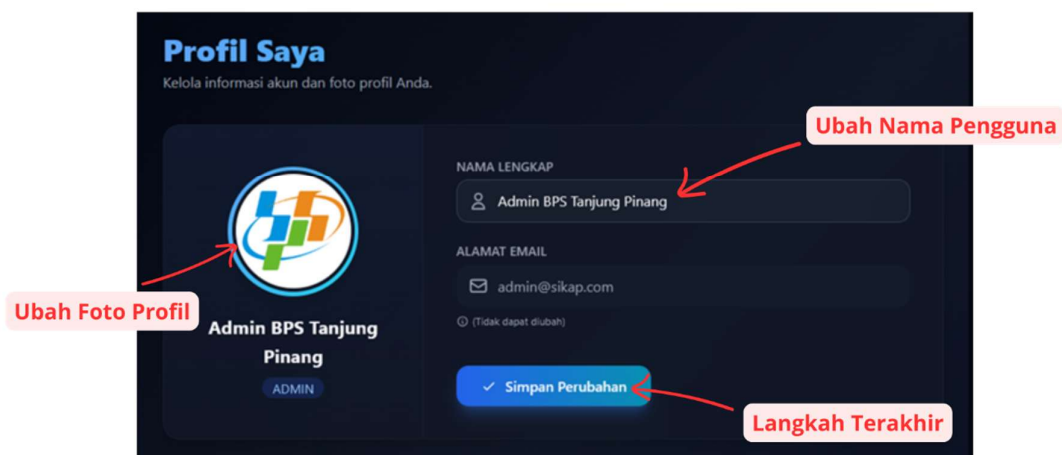 Profil Saya
Kelola informasi akun dan foto profil Anda.
Ubah Nama Pengguna
NAMA LENGKAP
Admin BPS Tanjung Pinang
ALAMAT EMAIL
admin@sikap.com
(Tidak dapat diubah)
Ubah Foto Profil
Admin BPS Tanjung
Pinang
ADMIN
Simpan Perubahan
Langkah Terakhir